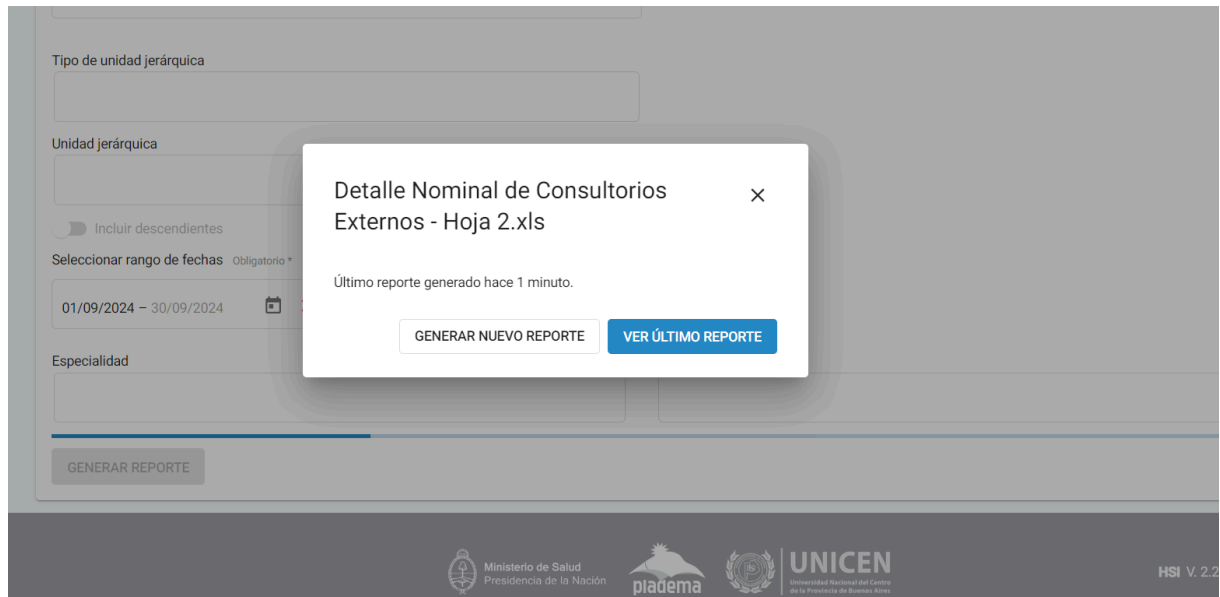 Tipo de unidad jerárquica
Unidad jerárquica
Detalle Nominal de Consultorios
Externos - Hoja 2.xls
Incluir descendientes
Seleccionar rango de fechas Obligatorio *
Último reporte generado hace 1 minuto.
01/09/2024 – 30/09/2024
GENERAR NUEVO REPORTE VER ÚLTIMO REPORTE
Especialidad
GENERAR REPORTE
Ministerio de Salud
Presidencia de la Nación
pladema
UNICEN
Universidad Nacional del Centro
de la Provincia de Buenos Aires
HSI V. 2.2